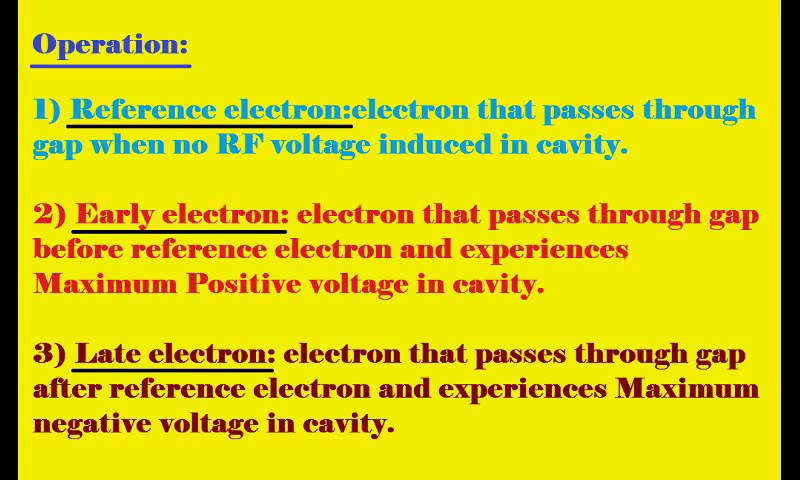 Operation:
1) Reference electron:electron that passes through
gap when no RF voltage induced in cavity.
2) Early electron: electron that passes through gap
before reference electron and experiences
Maximum Positive voltage in cavity.
3) Late electron: electron that passes through gap
after reference electron and experiences Maximum
negative voltage in cavity.